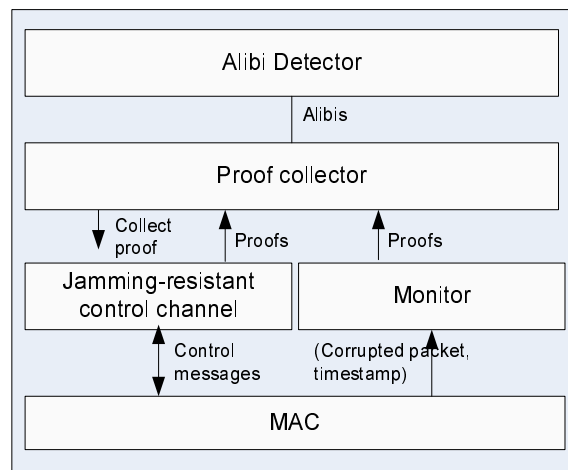 Alibi Detector
Alibis
Proof collector
Collect
proof
Proofs
Proofs
Jamming-resistant
control channel
Monitor
Control
messages
(Corrupted packet,
timestamp)
MAC